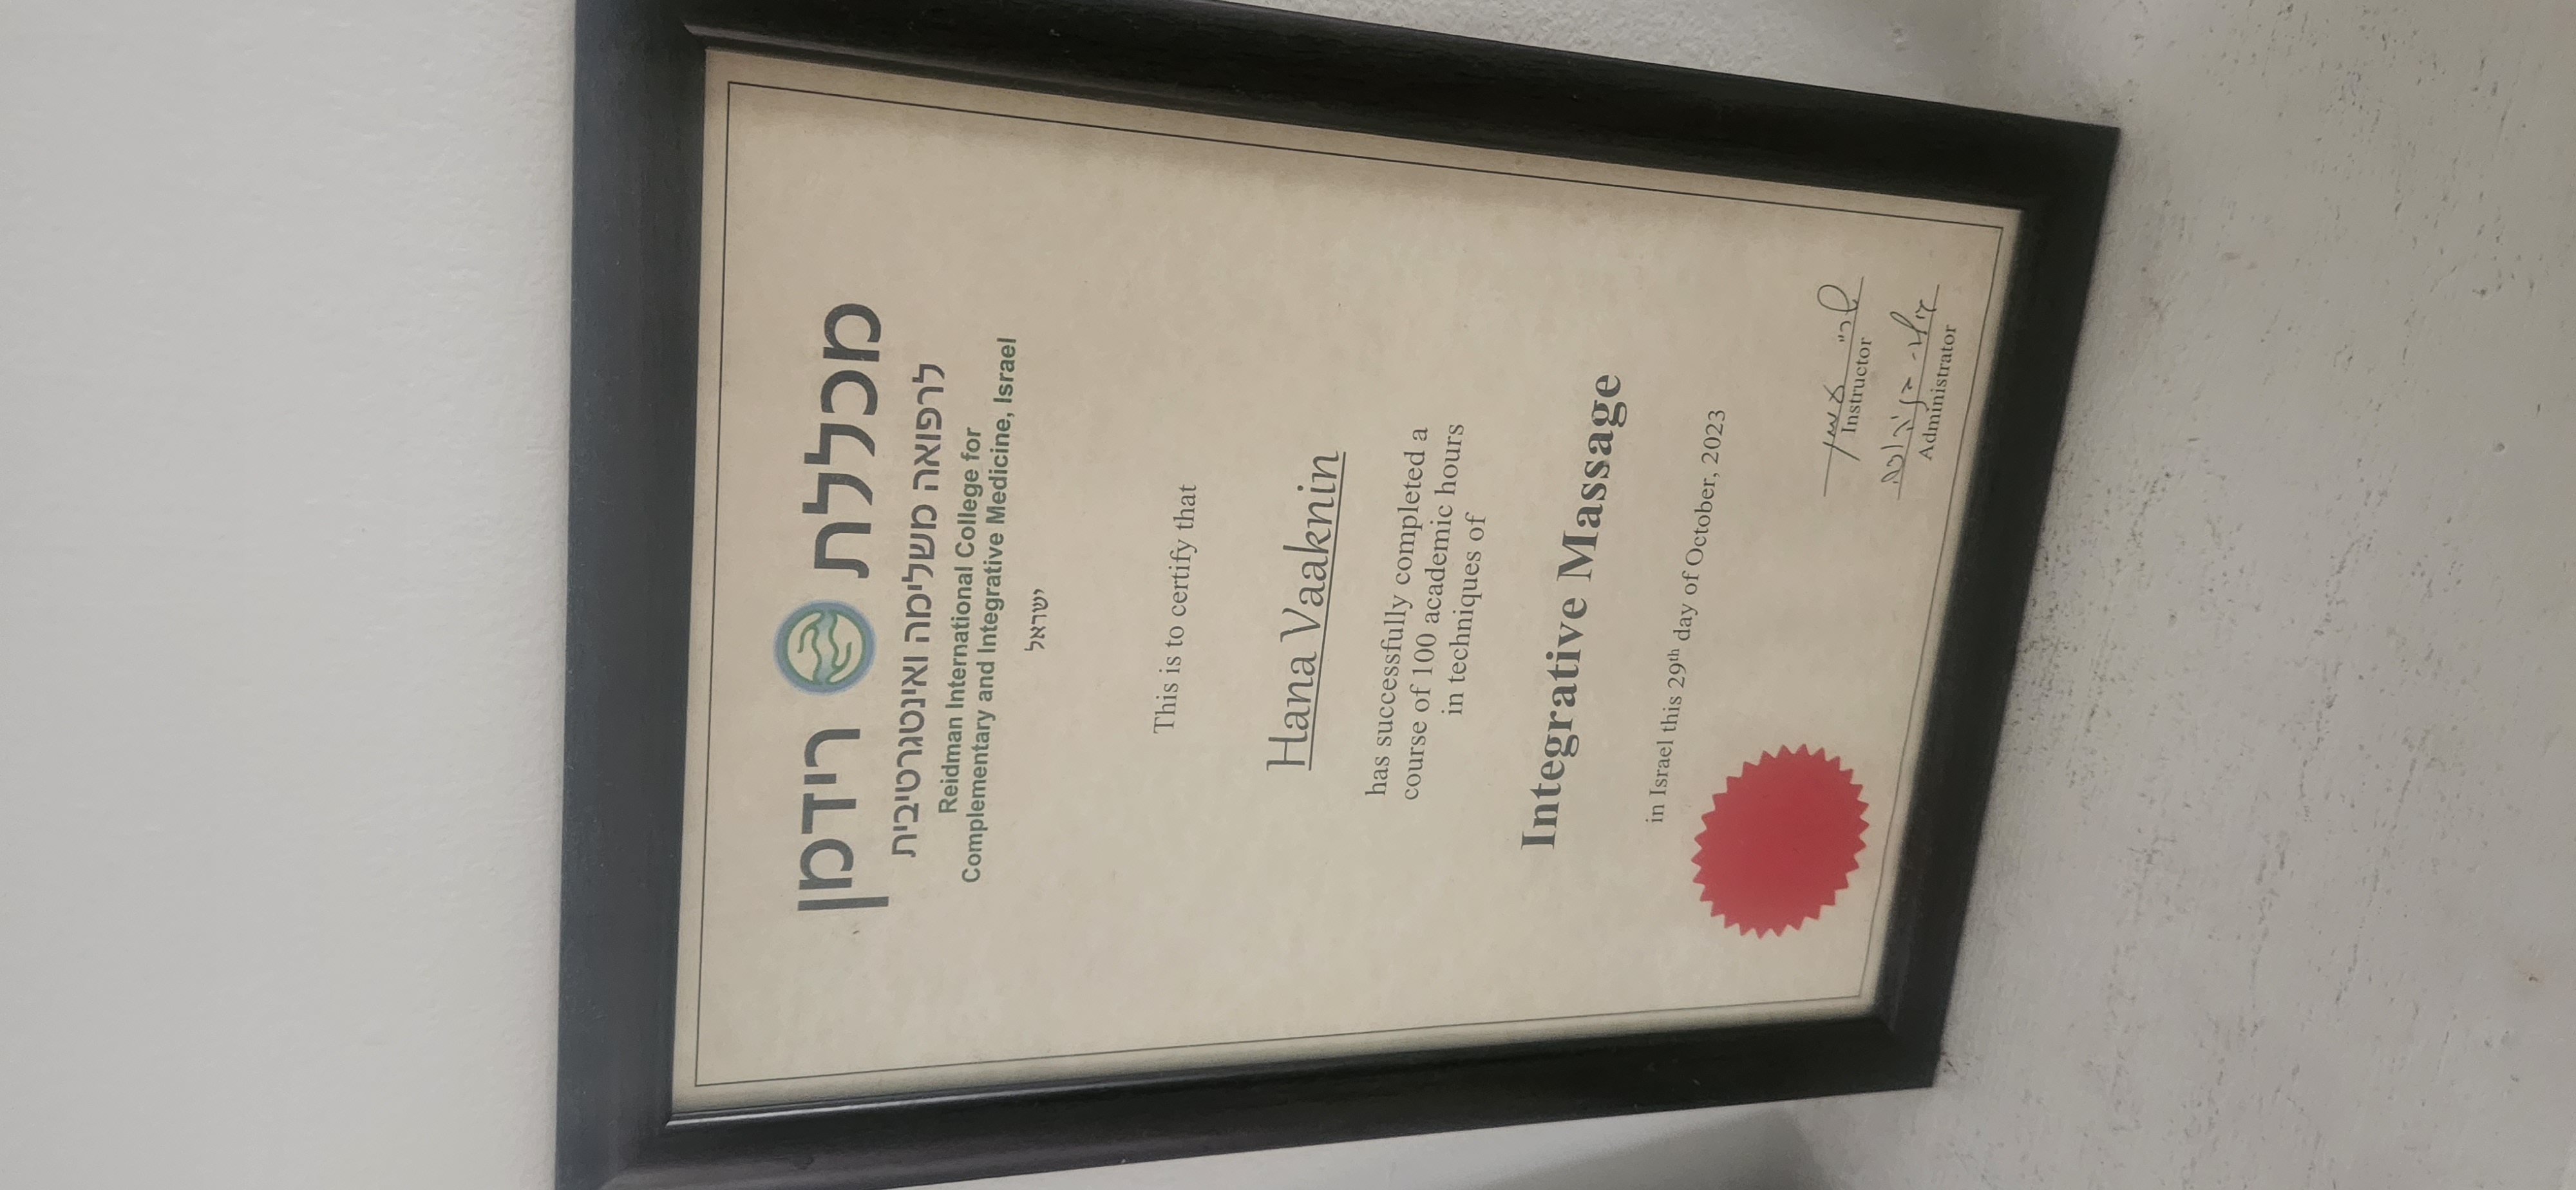 מכללת רידמן
לרפואה משלימה ואינטגרטיבית
Reidman International College for
Complementary and Integrative Medicine, Israel
ישראל
This is to certify that
Hana Vaaknin
has successfully completed a
course of 100 academic hours
in techniques of
Integrative Massage
in Israel this 29th day of October, 2023
Instructor
Administrator